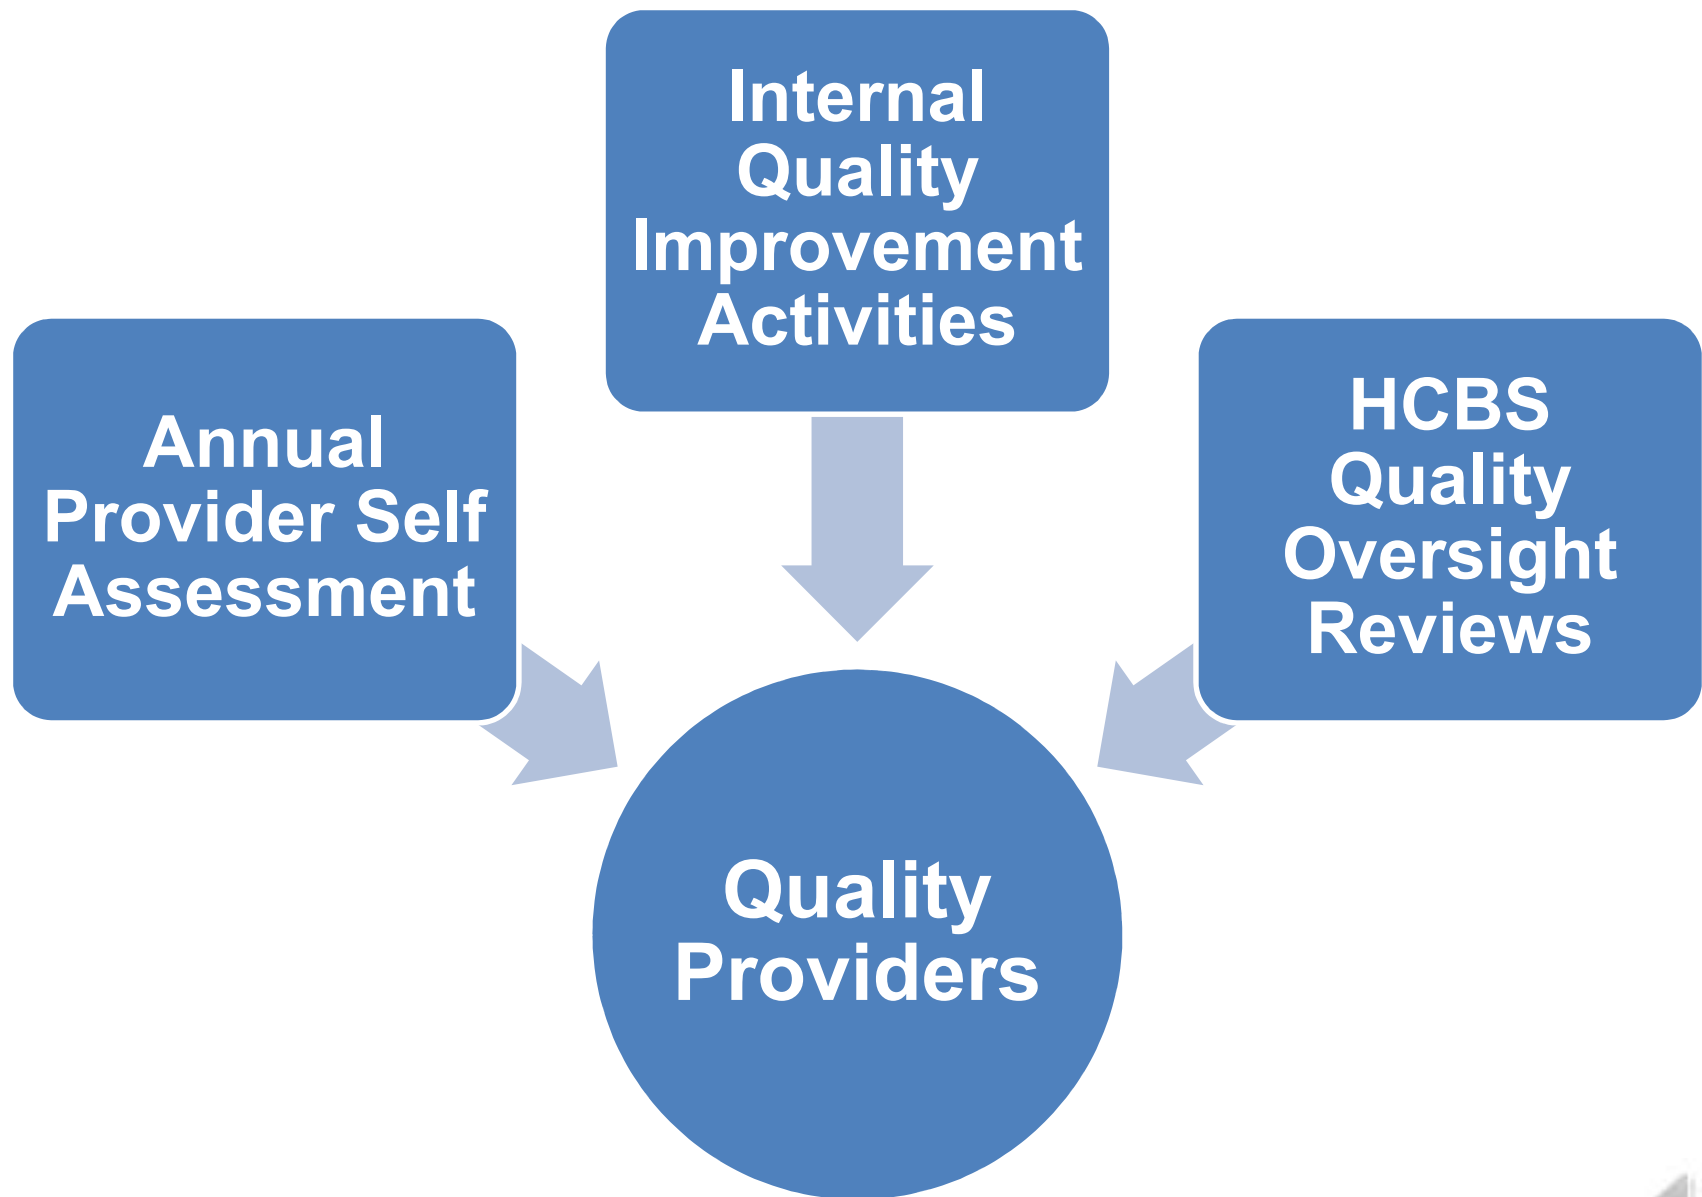 Internal
Quality
Improvement
Activities
Annual
Provider Self
Assessment
HCBS
Quality
Oversight
Reviews
Quality
Providers